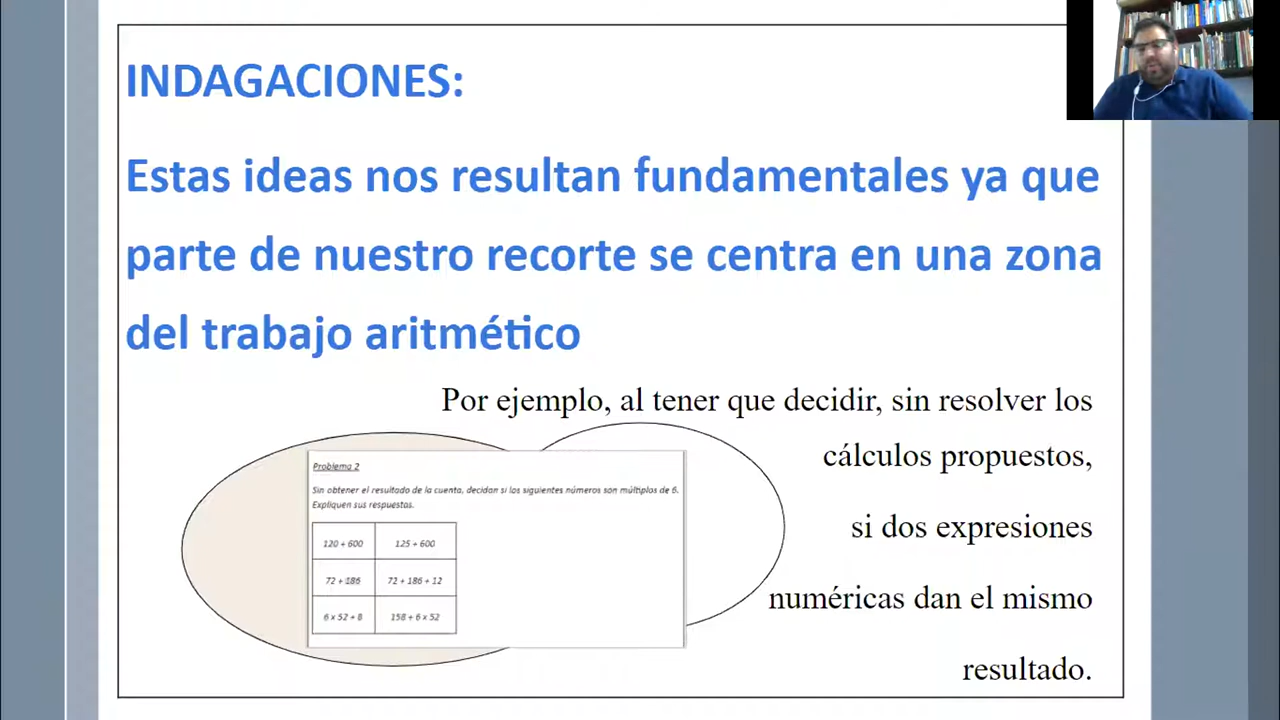 INDAGACIONES:
Estas ideas nos resultan fundamentales ya que
parte de nuestro recorte se centra en una zona
del trabajo aritmético
Por ejemplo, al tener que decidir, sin resolver los
cálculos propuestos,
si dos expresiones
numéricas dan el mismo
resultado.
Problema 2
Sin obtener el resultado de la cuenta, decidan si los siguientes números son múltiplos de 6.
Expliquen sus respuestas.
120 + 600 125 + 600
72 + 186 72 + 186 + 12
6 x 52 + 8 158 + 6 x 52